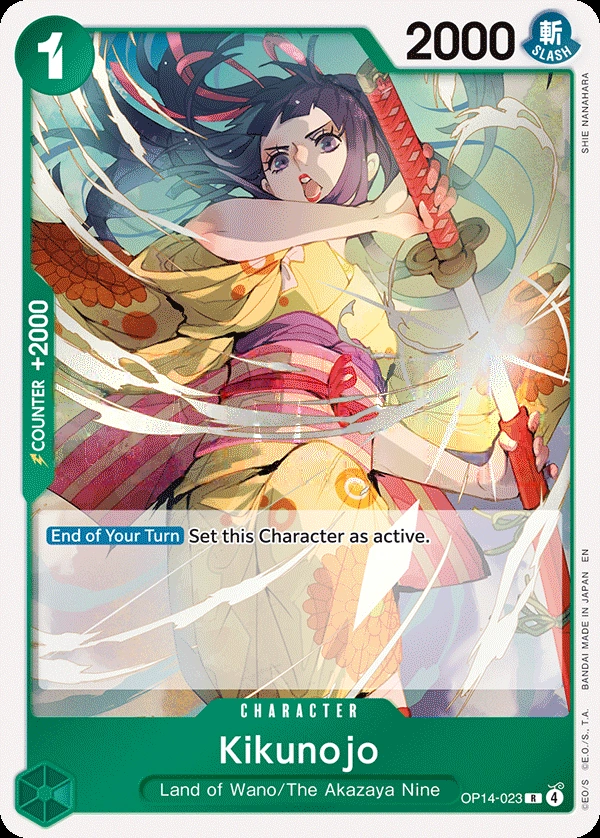 1
2000
斬
SLASH
SHIE NANAHARA
COUNTER +2000
End of Your Turn Set this Character as active.
©EO/S ©E.O./S., T.A. BANDAI MADE IN JAPAN EN
CHARACTER
Kikunojo
Land of Wano/The Akazaya Nine
OP14-023 R 4